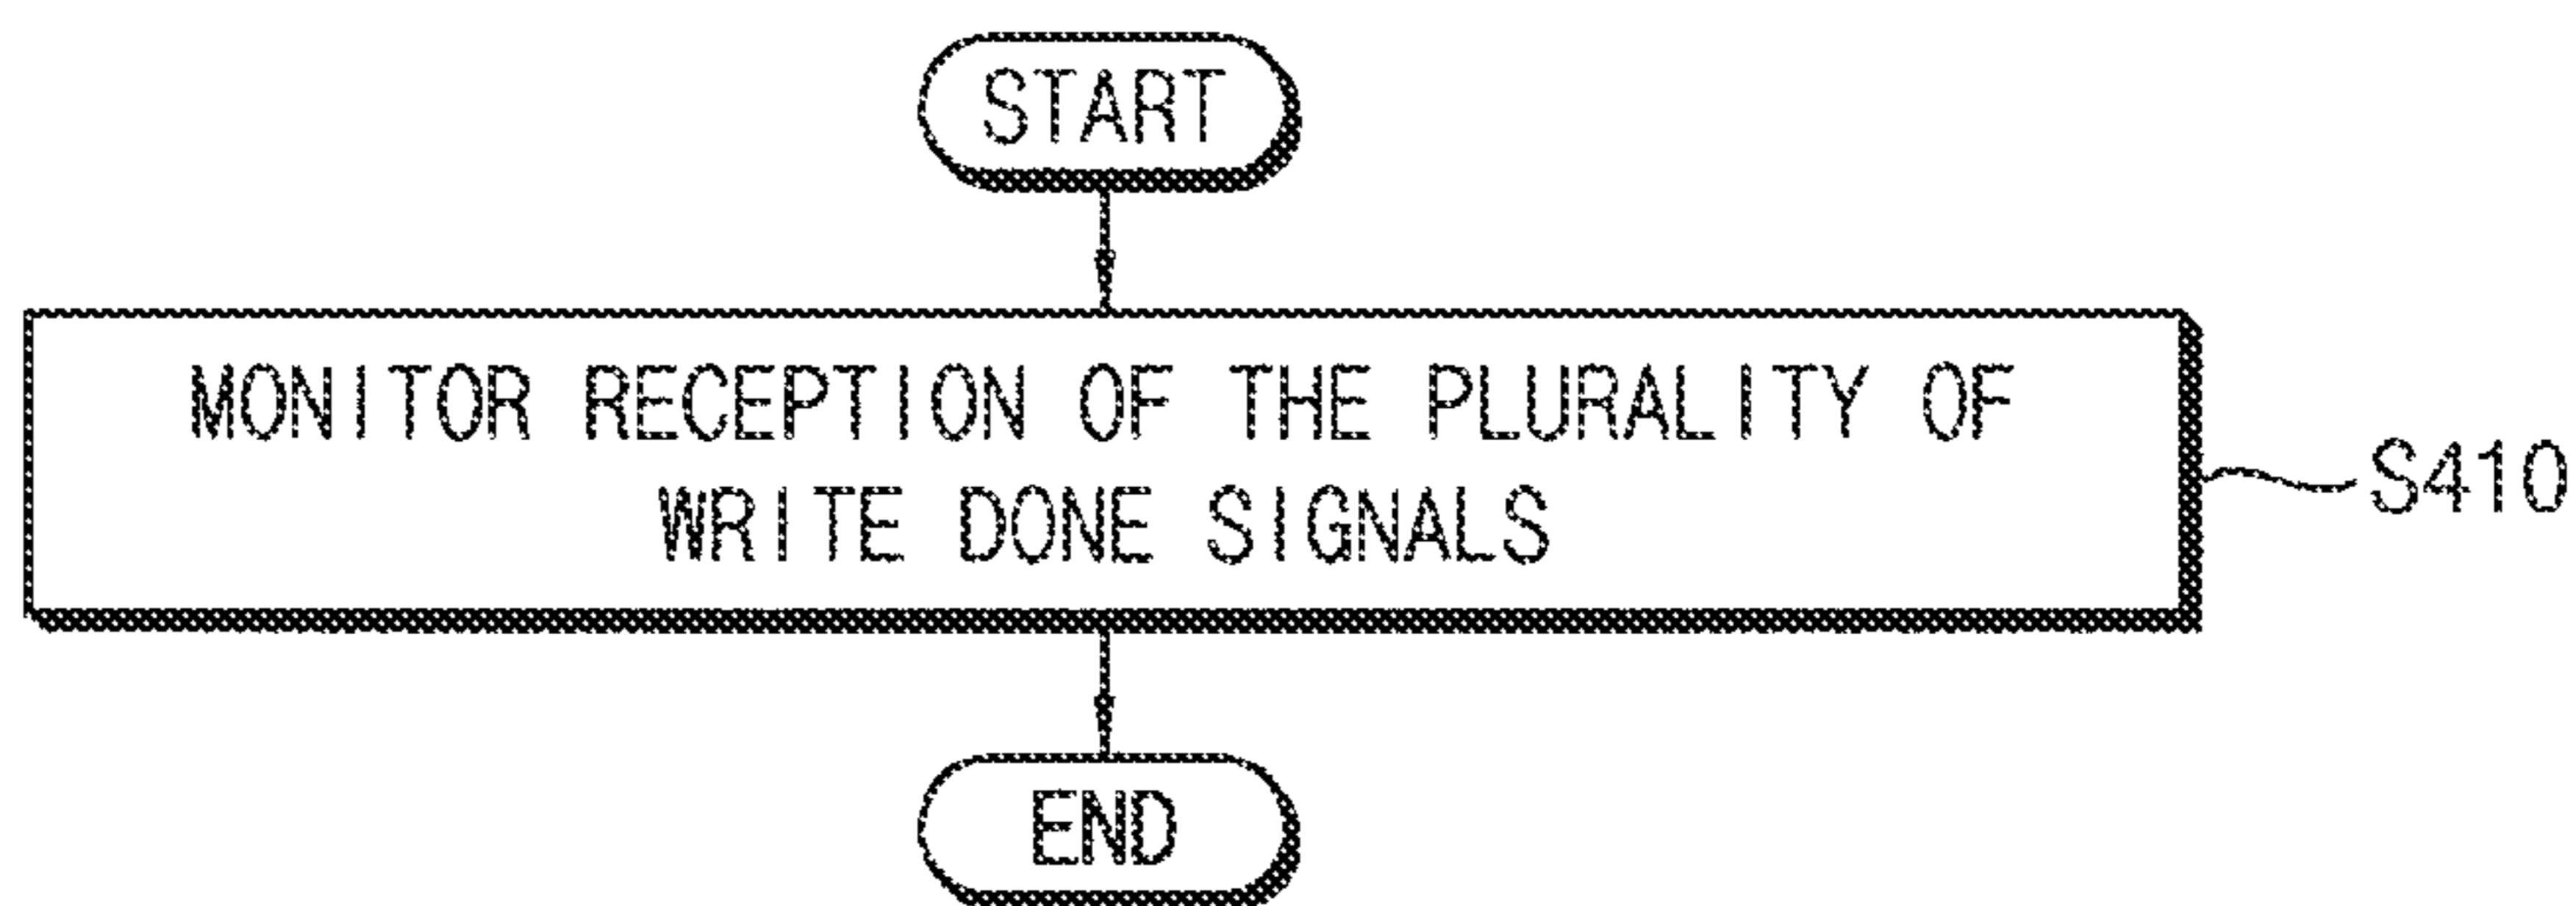 START
MONITOR RECEPTION OF THE PLURALITY OF
WRITE DONE SIGNALS
S410
END